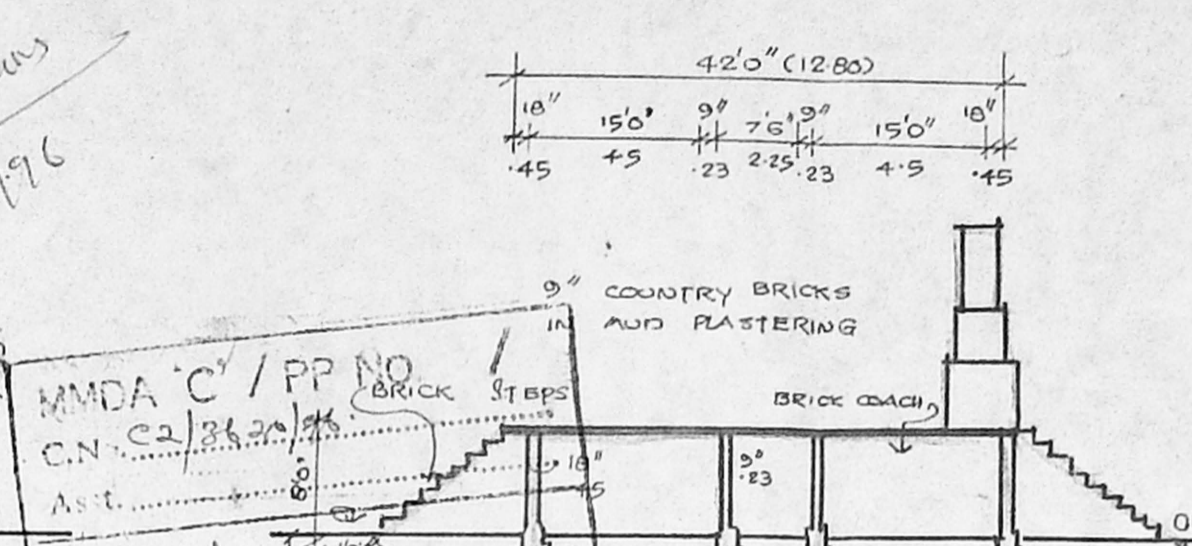 42'0" (12.80)
18" 15'0" 9" 7'6" 9" 15'0" 18"
.45 4.5 .23 2.25 .23 4.5 .45
.96
9" COUNTRY BRICKS
IN MUD PLASTERING
MMDA 'C' / PP NO. /
BRICK STEPS
BRICK COACH
C.N.
18"
.45
9"
.23
Asst.
8'0"